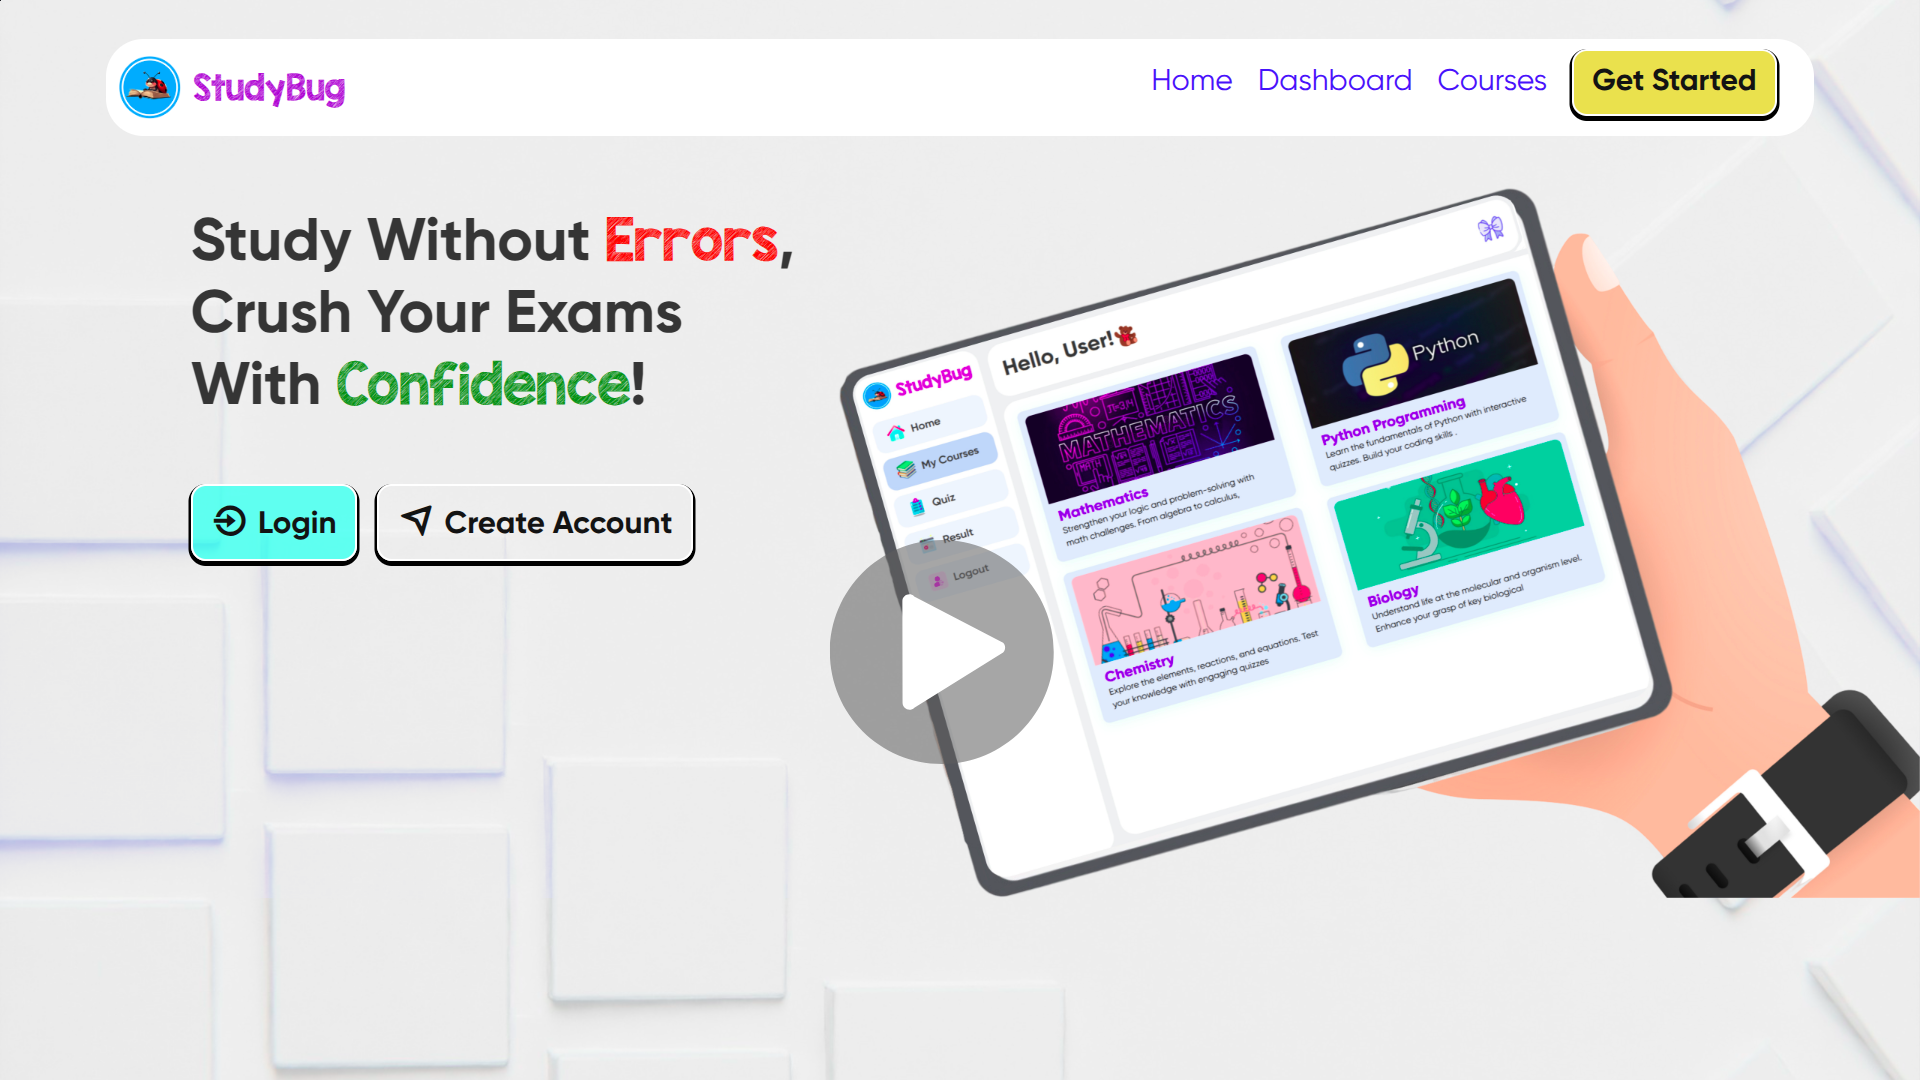 StudyBug
Home Dashboard Courses Get Started
Study Without Errors,
Crush Your Exams
With Confidence!
Login Create Account
StudyBug
Home
My Courses
Quiz
Result
Logout
Hello, User!
MATHEMATICS
Mathematics
Strengthen your logic and problem-solving with
math challenges. From algebra to calculus,
Python
Python Programming
Learn the fundamentals of Python with interactive
quizzes. Build your coding skills .
Chemistry
Explore the elements, reactions, and equations. Test
your knowledge with engaging quizzes
Biology
Understand life at the molecular and organism level.
Enhance your grasp of key biological